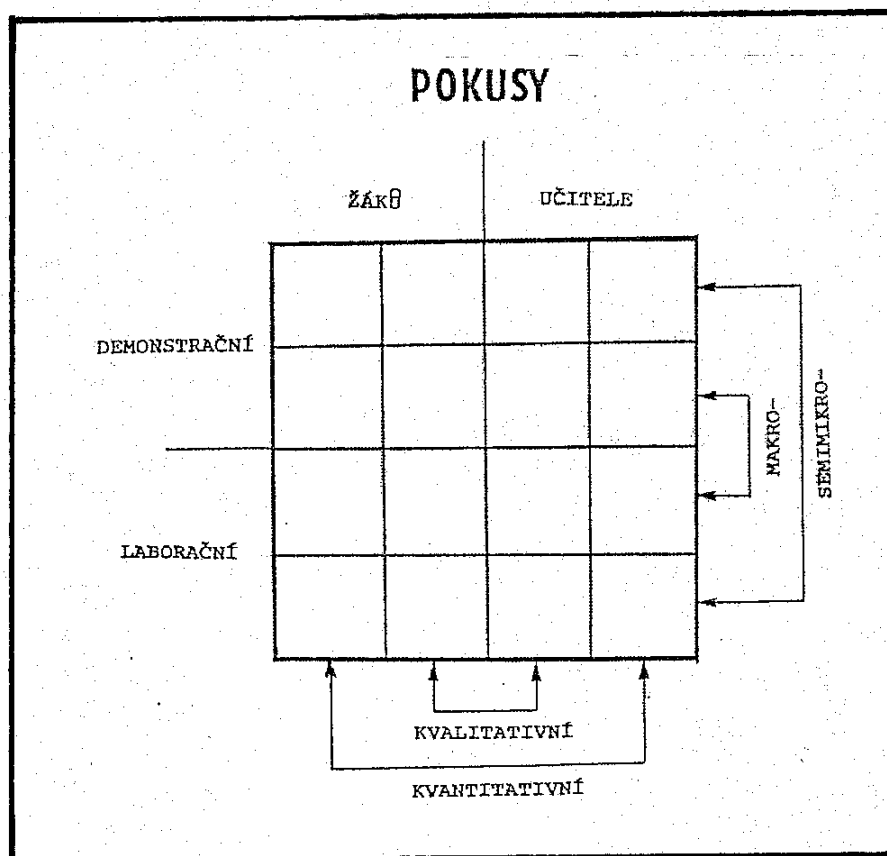 POKUSY
ŽÁKŮ
UČITELE
DEMONSTRAČNÍ
LABORAČNÍ
MAKRO-
SEMIMIKRO-
KVALITATIVNÍ
KVANTITATIVNÍ